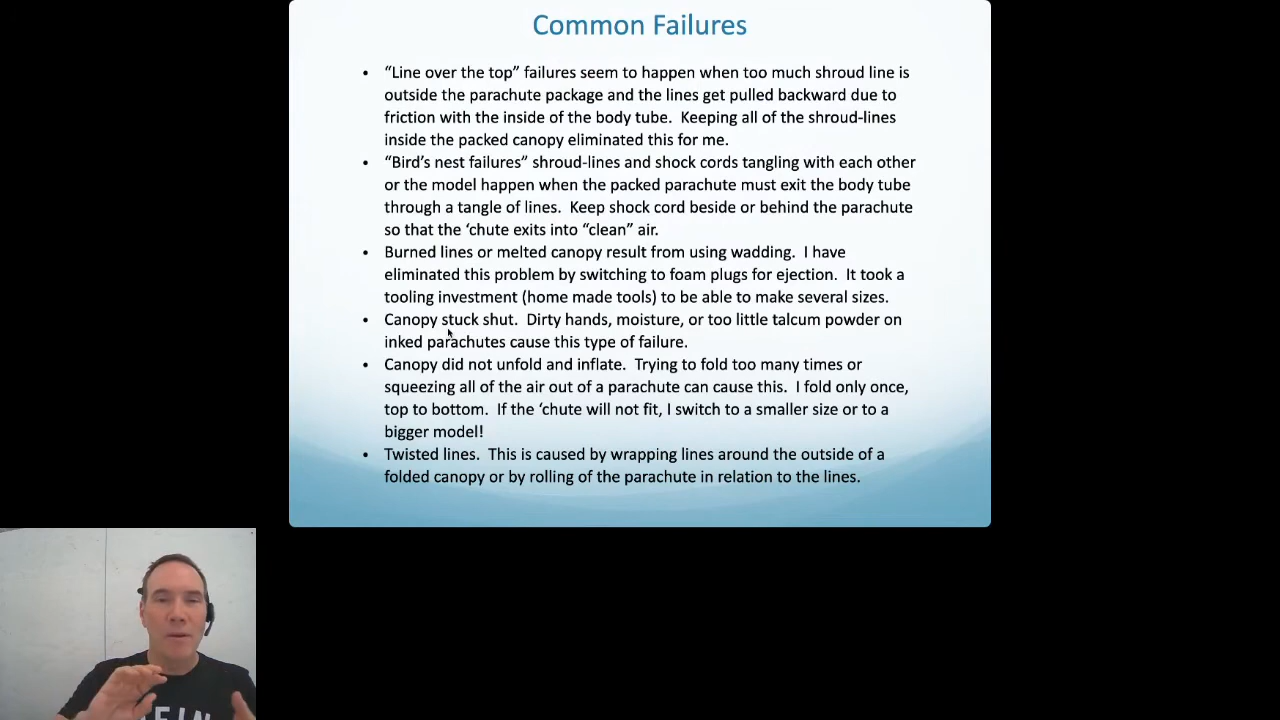 Common Failures
• “Line over the top” failures seem to happen when too much shroud line is
outside the parachute package and the lines get pulled backward due to
friction with the inside of the body tube.  Keeping all of the shroud-lines
inside the packed canopy eliminated this for me.
• “Bird’s nest failures” shroud-lines and shock cords tangling with each other
or the model happen when the packed parachute must exit the body tube
through a tangle of lines.  Keep shock cord beside or behind the parachute
so that the ‘chute exits into “clean” air.
• Burned lines or melted canopy result from using wadding.  I have
eliminated this problem by switching to foam plugs for ejection.  It took a
tooling investment (home made tools) to be able to make several sizes.
• Canopy stuck shut.  Dirty hands, moisture, or too little talcum powder on
inked parachutes cause this type of failure.
• Canopy did not unfold and inflate.  Trying to fold too many times or
squeezing all of the air out of a parachute can cause this.  I fold only once,
top to bottom.  If the ‘chute will not fit, I switch to a smaller size or to a
bigger model!
• Twisted lines.  This is caused by wrapping lines around the outside of a
folded canopy or by rolling of the parachute in relation to the lines.